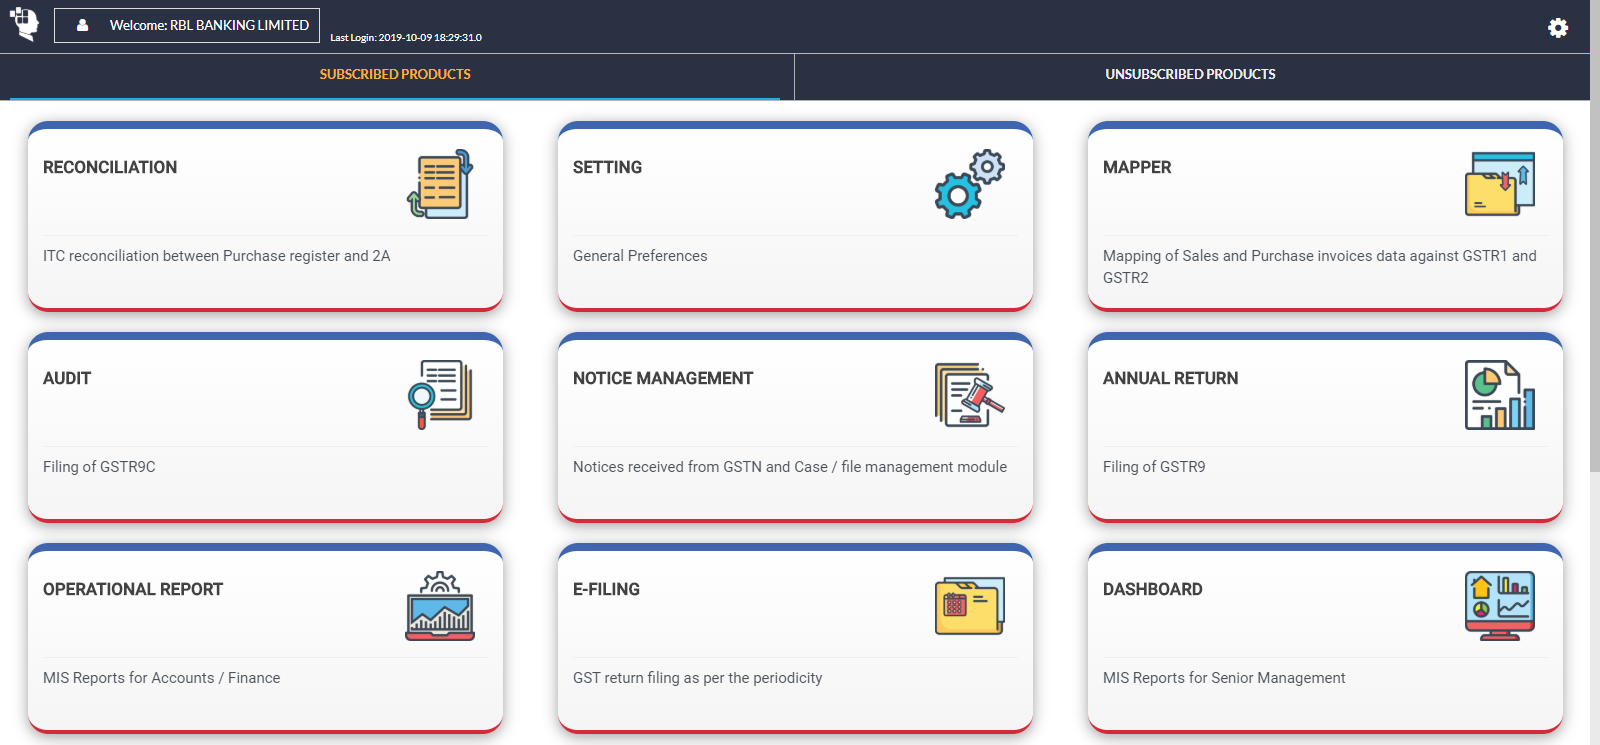 Welcome: RBL BANKING LIMITED
Last Login: 2019-10-09 18:29:31.0
SUBSCRIBED PRODUCTS
UNSUBSCRIBED PRODUCTS
RECONCILIATION
ITC reconciliation between Purchase register and 2A
SETTING
General Preferences
MAPPER
Mapping of Sales and Purchase invoices data against GSTR1 and
GSTR2
AUDIT
Filing of GSTR9C
NOTICE MANAGEMENT
Notices received from GSTN and Case / file management module
ANNUAL RETURN
Filing of GSTR9
OPERATIONAL REPORT
MIS Reports for Accounts / Finance
E-FILING
GST return filing as per the periodicity
DASHBOARD
MIS Reports for Senior Management